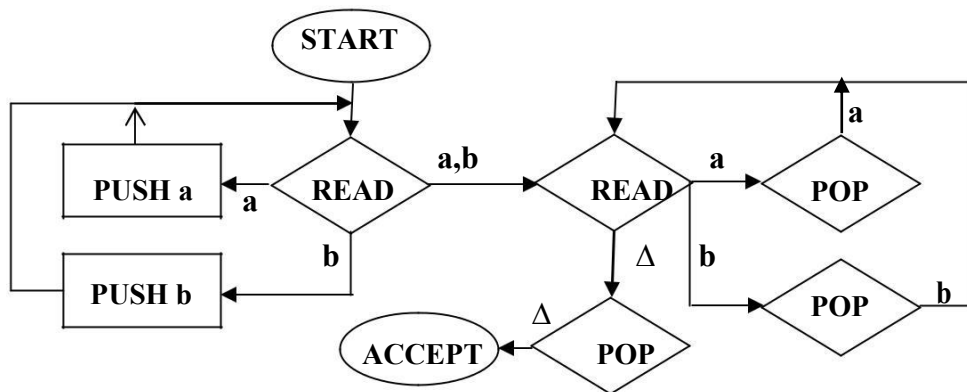 START
a
a,b
a
PUSH a
a
READ
READ
POP
b
Δ
b
PUSH b
Δ
POP
b
ACCEPT
POP